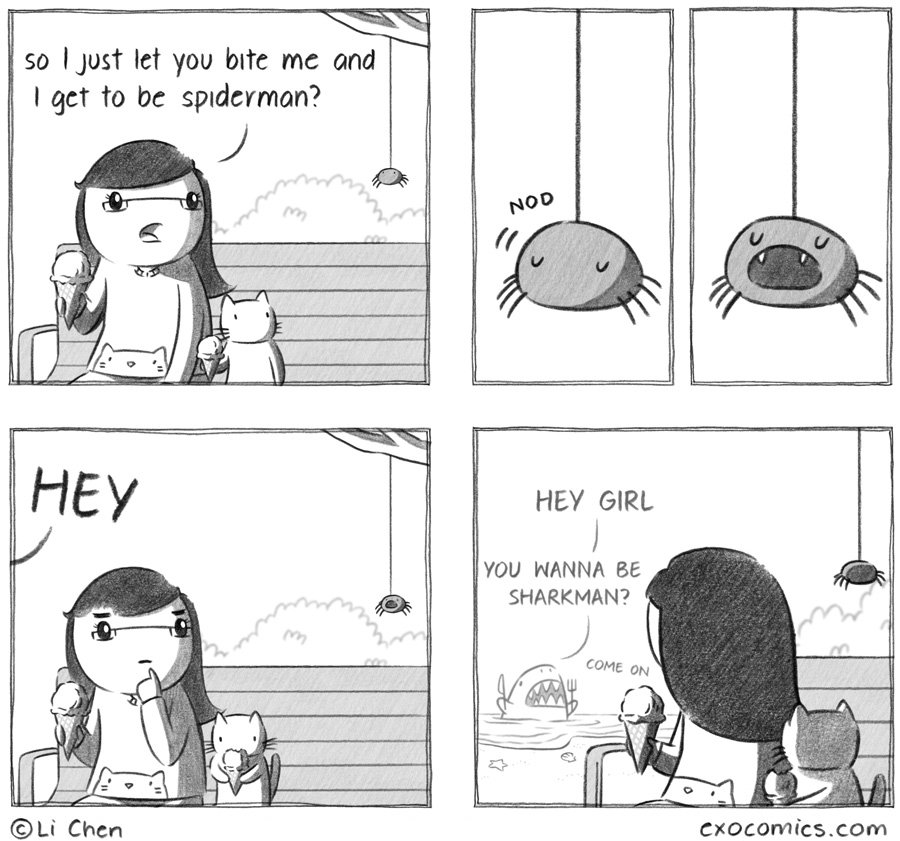 so I just let you bite me and
I get to be spiderman?
NOD
HEY
HEY GIRL
YOU WANNA BE
SHARKMAN?
COME ON
© Li Chen
exocomics.com